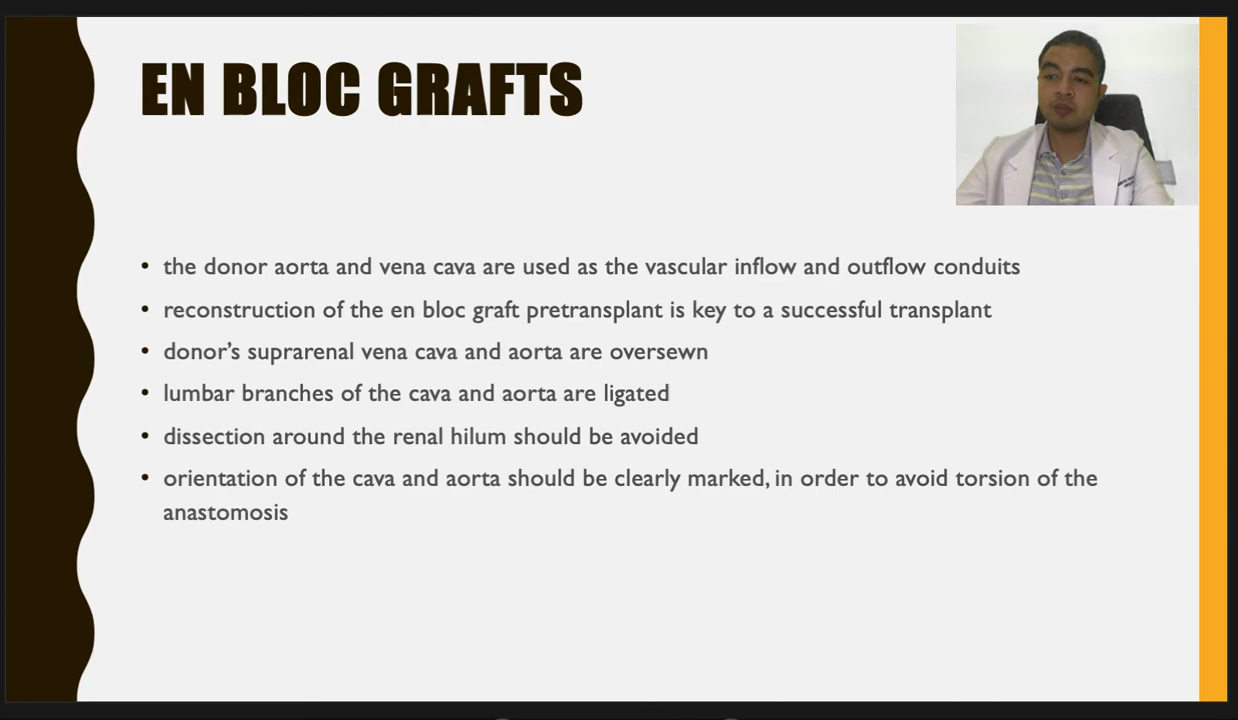 EN BLOC GRAFTS
• the donor aorta and vena cava are used as the vascular inflow and outflow conduits
• reconstruction of the en bloc graft pretransplant is key to a successful transplant
• donor’s suprarenal vena cava and aorta are oversewn
• lumbar branches of the cava and aorta are ligated
• dissection around the renal hilum should be avoided
• orientation of the cava and aorta should be clearly marked, in order to avoid torsion of the
anastomosis